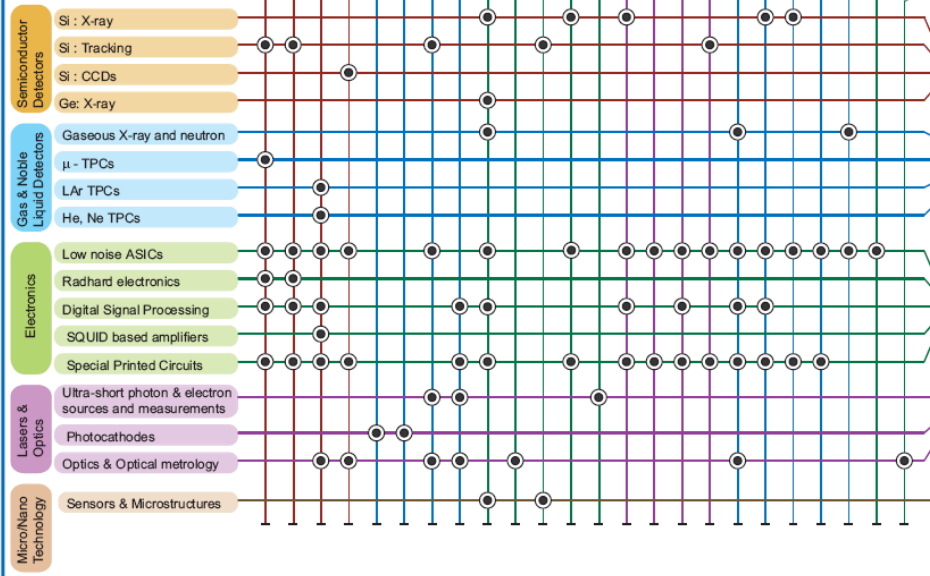 Semiconductor
Detectors
Si : X-ray
Si : Tracking
Si : CCDs
Ge: X-ray
Gas & Noble
Liquid Detectors
Gaseous X-ray and neutron
μ - TPCs
LAr TPCs
He, Ne TPCs
Electronics
Low noise ASICs
Radhard electronics
Digital Signal Processing
SQUID based amplifiers
Special Printed Circuits
Lasers &
Optics
Ultra-short photon & electron
sources and measurements
Photocathodes
Optics & Optical metrology
Micro/Nano
Technology
Sensors & Microstructures